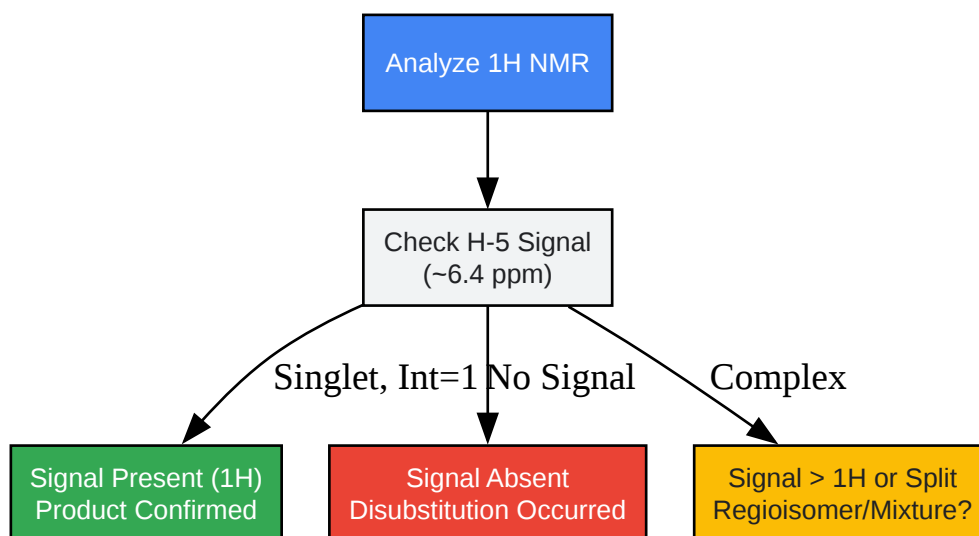 Analyze 1H NMR
Check H-5 Signal
(~6.4 ppm)
Singlet, Int=1
No Signal
Complex
Signal Present (1H)
Product Confirmed
Signal Absent
Disubstitution Occurred
Signal > 1H or Split
Regioisomer/Mixture?